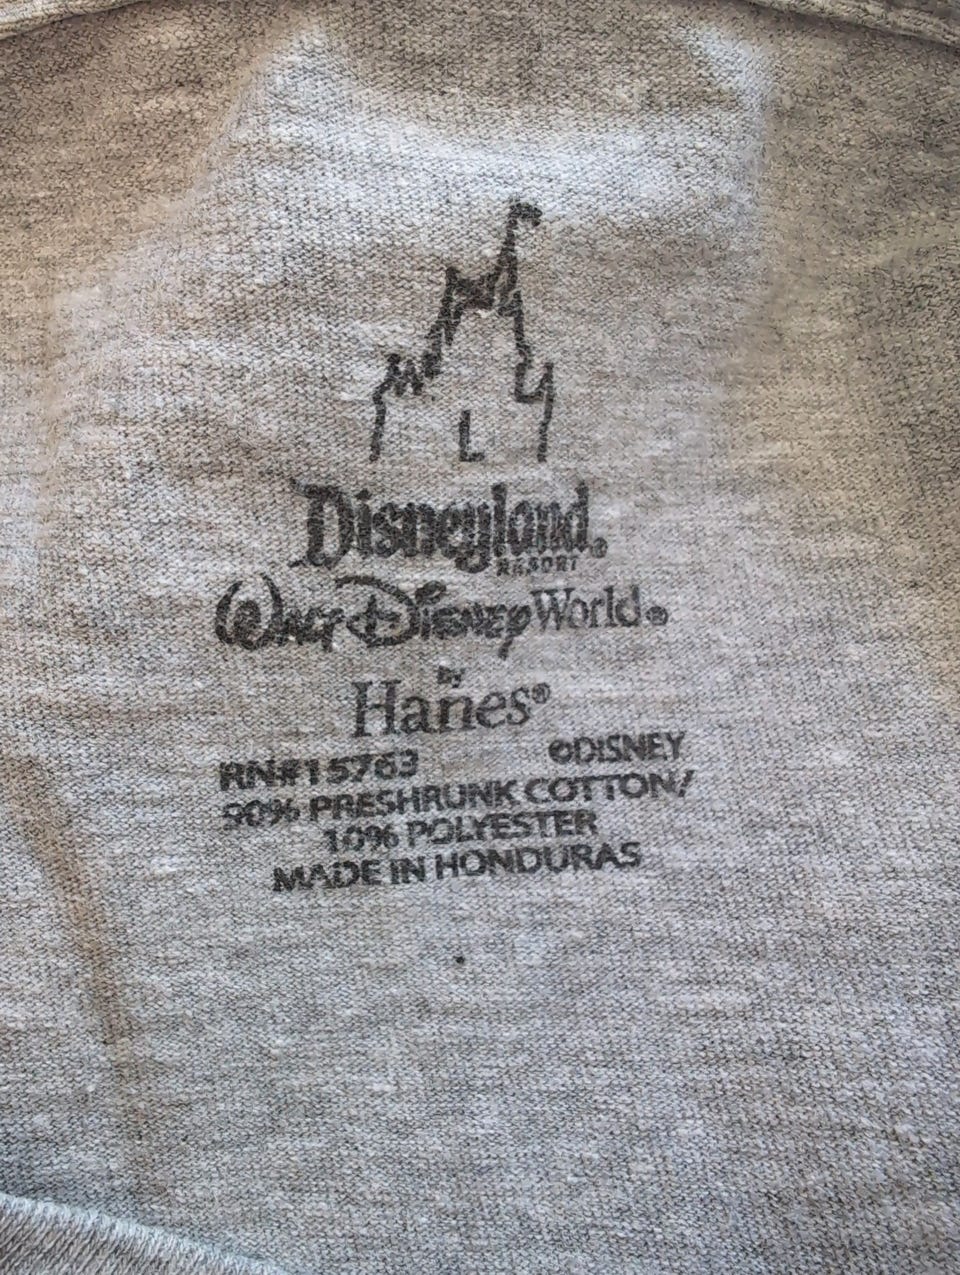 L
Disneyland®
RESORT
Walt Disney World®
by
Hanes®
RN#15763 ©DISNEY
90% PRESHRUNK COTTON/
10% POLYESTER
MADE IN HONDURAS